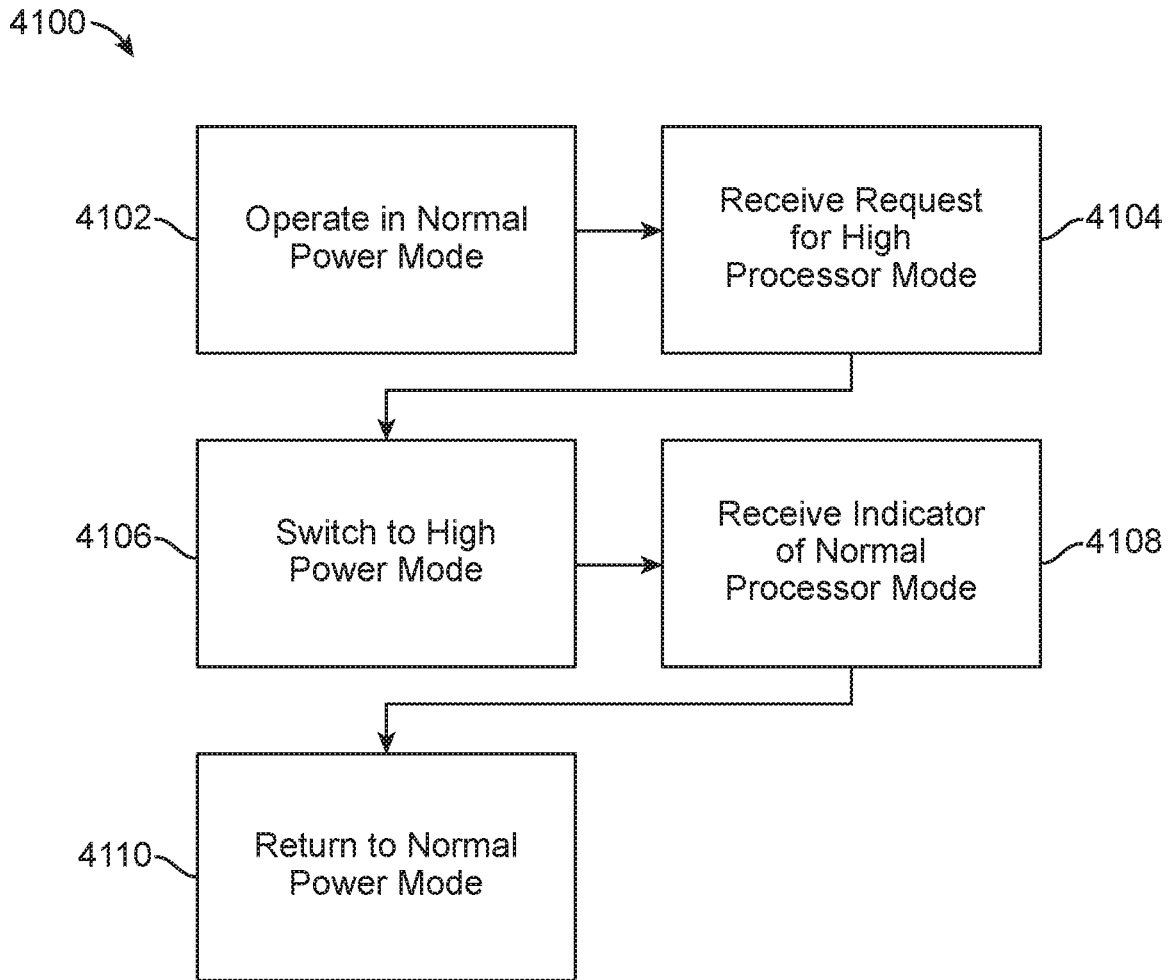 4100
4102
Operate in Normal
Power Mode
Receive Request
for High
Processor Mode
4104
4106
Switch to High
Power Mode
Receive Indicator
of Normal
Processor Mode
4108
4110
Return to Normal
Power Mode